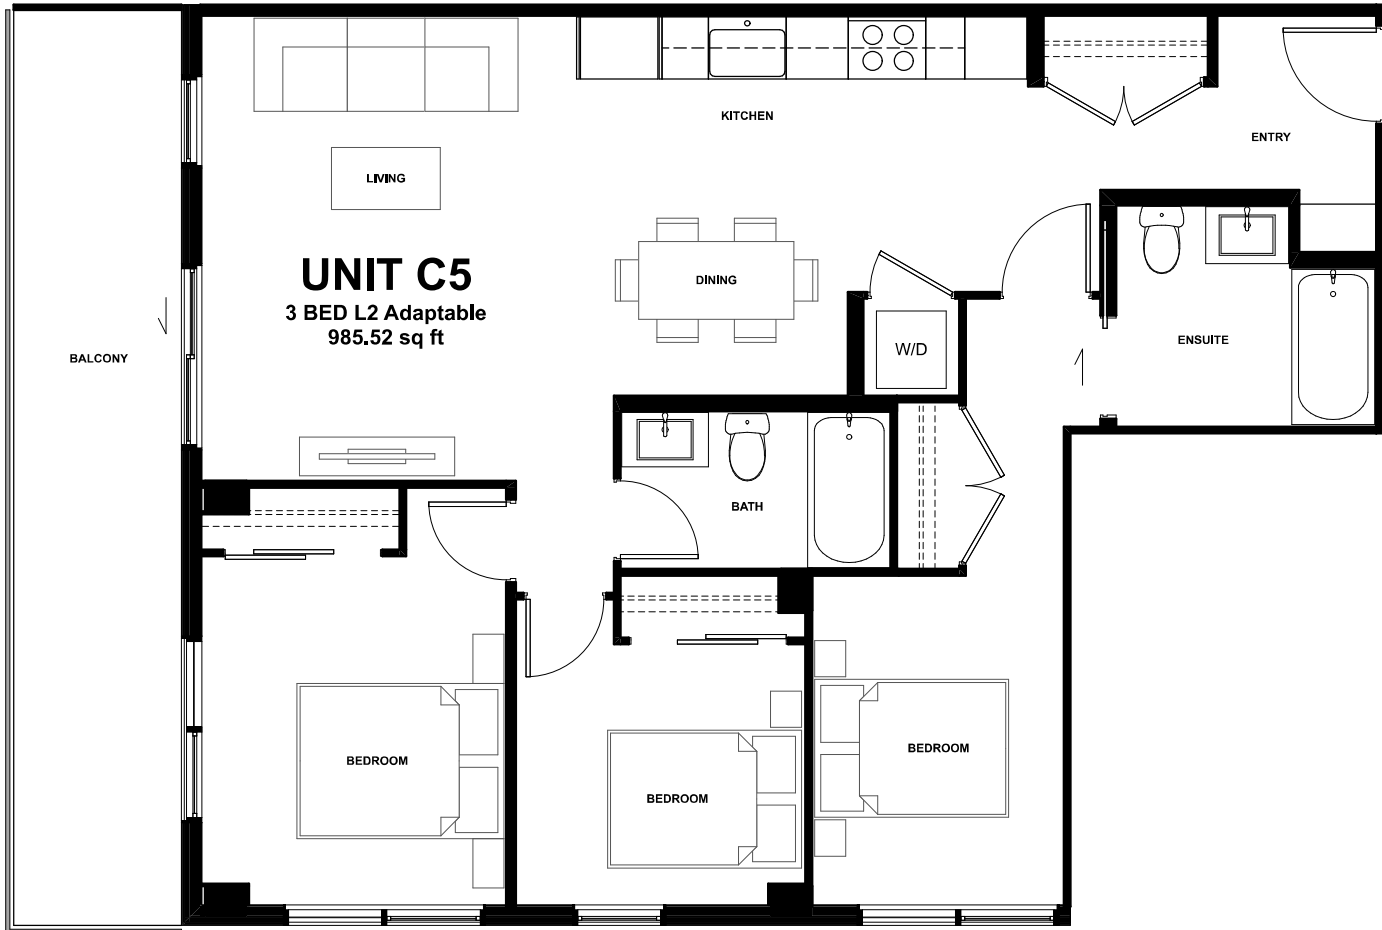 KITCHEN
ENTRY
LIVING
UNIT C5
3 BED L2 Adaptable
985.52 sq ft
DINING
BALCONY
W/D
ENSUITE
BATH
BEDROOM
BEDROOM
BEDROOM